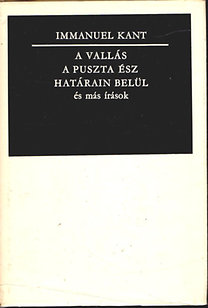 IMMANUEL KANT
A VALLÁS
A PUSZTA ÉSZ
HATÁRAIN BELÜL
és más írások